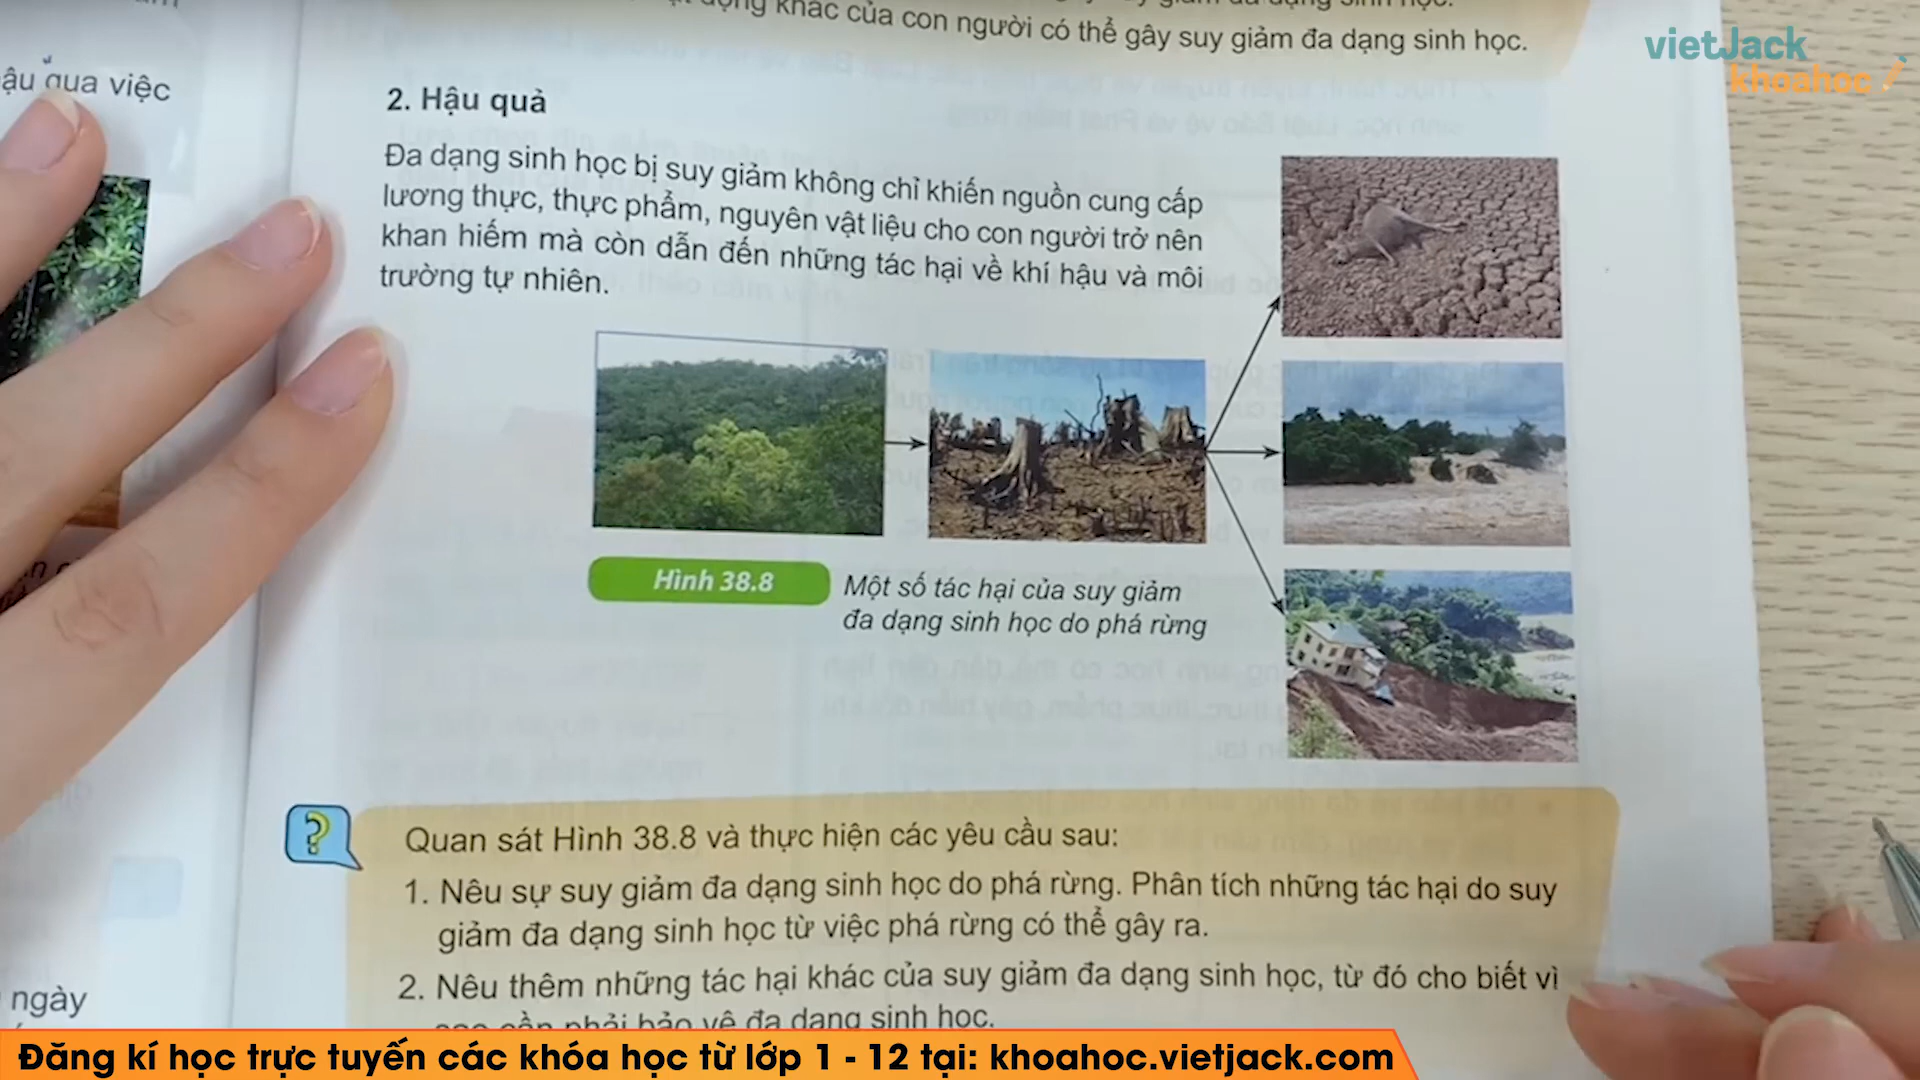 khác của con người có thể gây suy giảm đa dạng sinh học.
vietJack
khoahoc
ậu qua việc
2. Hậu quả
Đa dạng sinh học bị suy giảm không chỉ khiến nguồn cung cấp
lương thực, thực phẩm, nguyên vật liệu cho con người trở nên
khan hiếm mà còn dẫn đến những tác hại về khí hậu và môi
trường tự nhiên.
Hình 38.8
Một số tác hại của suy giảm
đa dạng sinh học do phá rừng
?
Quan sát Hình 38.8 và thực hiện các yêu cầu sau:
1. Nêu sự suy giảm đa dạng sinh học do phá rừng. Phân tích những tác hại do suy
giảm đa dạng sinh học từ việc phá rừng có thể gây ra.
2. Nêu thêm những tác hại khác của suy giảm đa dạng sinh học, từ đó cho biết vì
sao cần phải bảo vệ đa dạng sinh học.
ngày
Đăng kí học trực tuyến các khóa học từ lớp 1 - 12 tại: khoahoc.vietjack.com